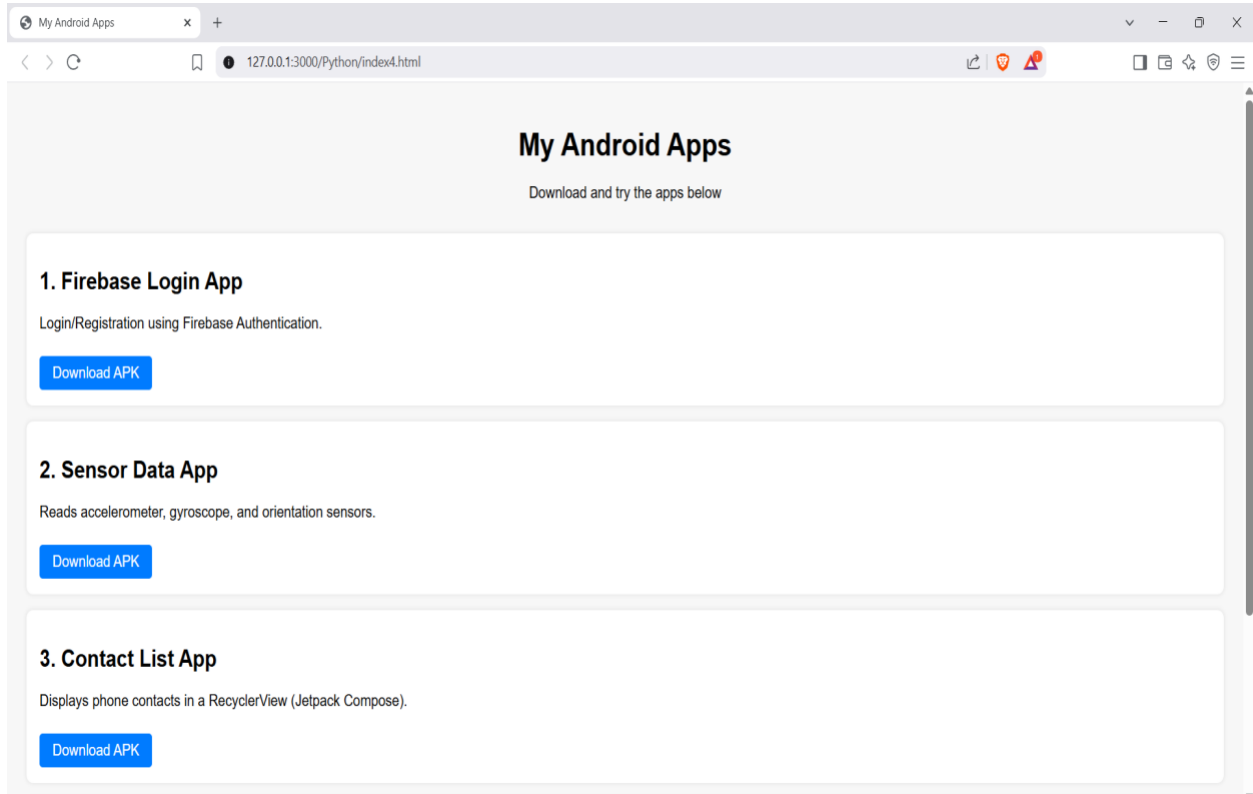 My Android Apps
127.0.0.1:3000/Python/index4.html
1
My Android Apps
Download and try the apps below
1. Firebase Login App
Login/Registration using Firebase Authentication.
Download APK
2. Sensor Data App
Reads accelerometer, gyroscope, and orientation sensors.
Download APK
3. Contact List App
Displays phone contacts in a RecyclerView (Jetpack Compose).
Download APK